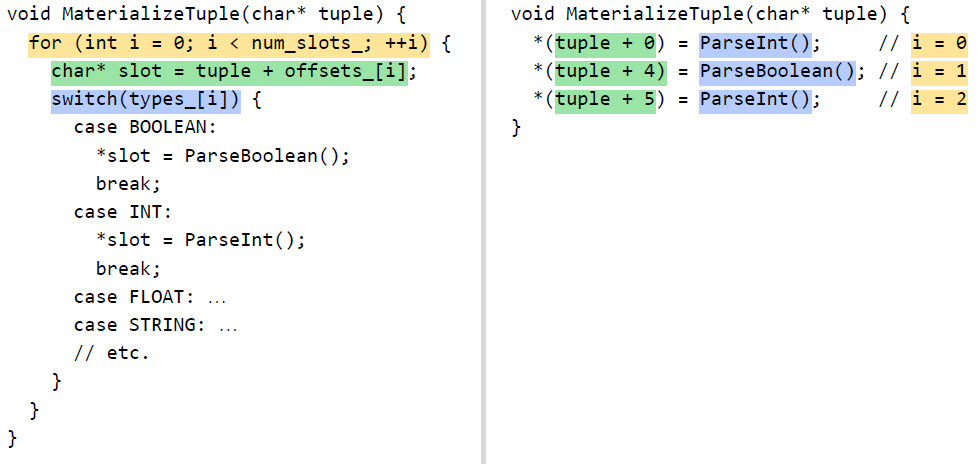 void MaterializeTuple(char* tuple) {
  for (int i = 0; i < num_slots_; ++i) {
    char* slot = tuple + offsets_[i];
    switch(types_[i]) {
      case BOOLEAN:
        *slot = ParseBoolean();
        break;
      case INT:
        *slot = ParseInt();
        break;
      case FLOAT: …
      case STRING: …
      // etc.
    }
  }
}
void MaterializeTuple(char* tuple) {
  *(tuple + 0) = ParseInt();     // i = 0
  *(tuple + 4) = ParseBoolean(); // i = 1
  *(tuple + 5) = ParseInt();     // i = 2
}